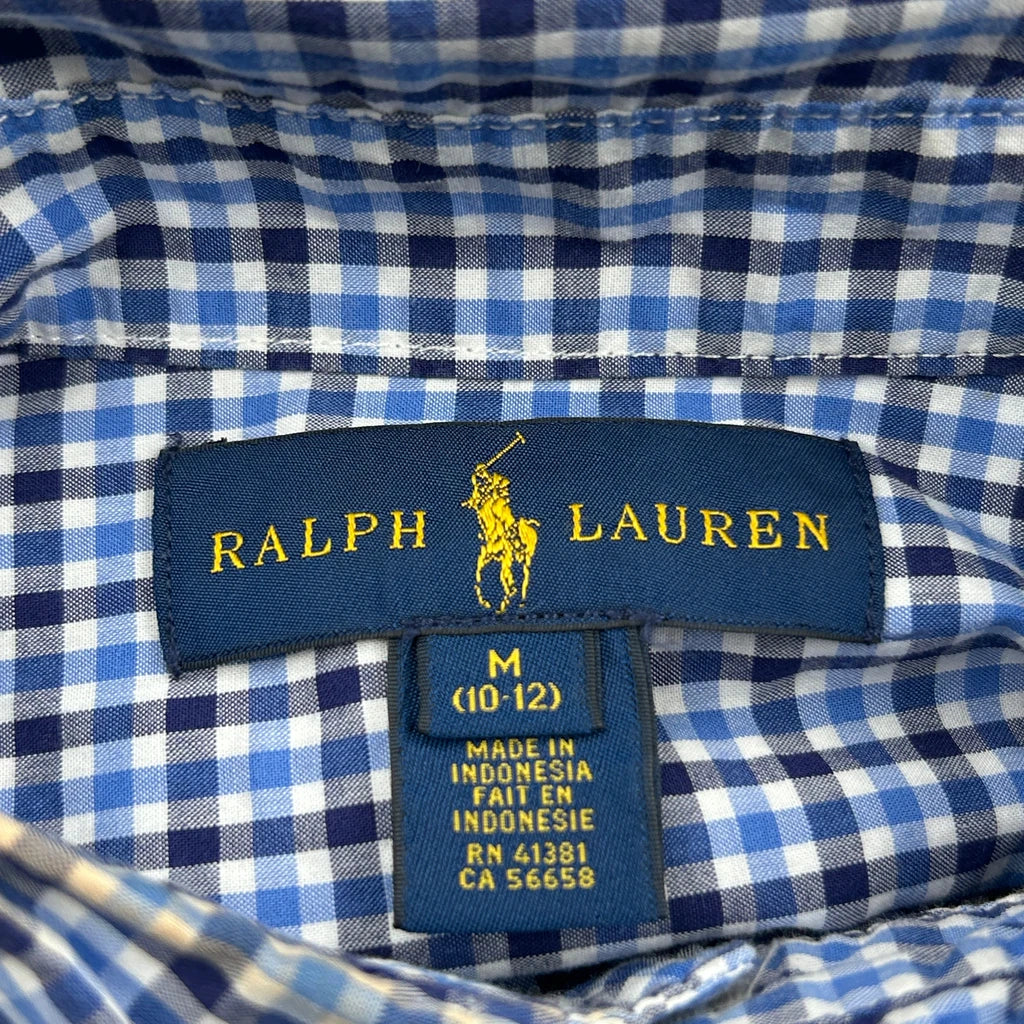 RALPH LAUREN
M
(10-12)
MADE IN
INDONESIA
FAIT EN
INDONESIE
RN 41381
CA 56658